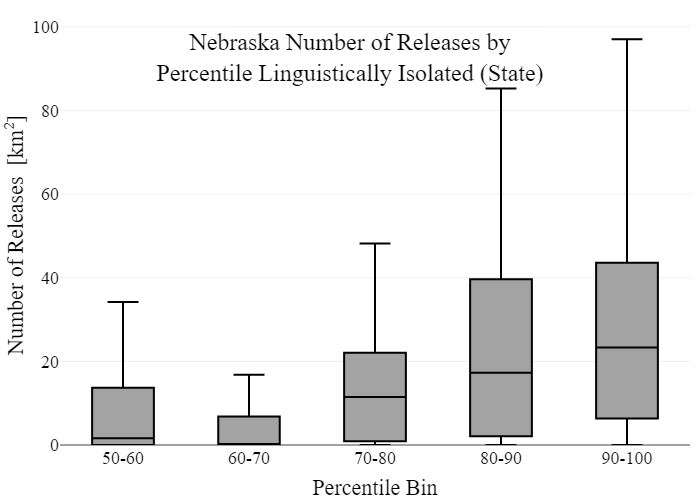 Nebraska Number of Releases by
Percentile Linguistically Isolated (State)
Number of Releases [km²]
100
80
60
40
20
0
50-60 60-70 70-80 80-90 90-100
Percentile Bin